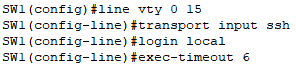 SW1(config)#line vty 0 15
SW1(config-line)#transport input ssh
SW1(config-line)#login local
SW1(config-line)#exec-timeout 6